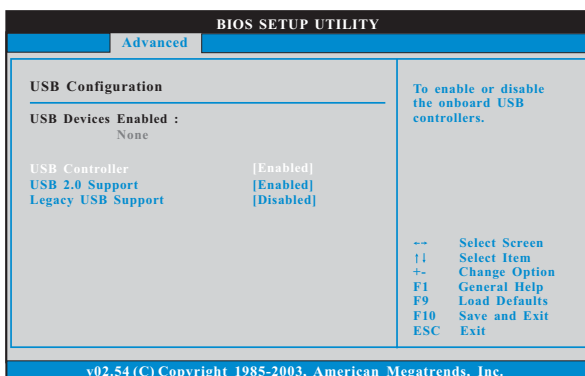 BIOS SETUP UTILITY
Advanced
USB Configuration
USB Devices Enabled :
None
USB Controller [Enabled]
USB 2.0 Support [Enabled]
Legacy USB Support [Disabled]
To enable or disable
the onboard USB
controllers.
←→ Select Screen
↑↓ Select Item
+- Change Option
F1 General Help
F9 Load Defaults
F10 Save and Exit
ESC Exit
v02.54 (C) Copyright 1985-2003, American Megatrends, Inc.